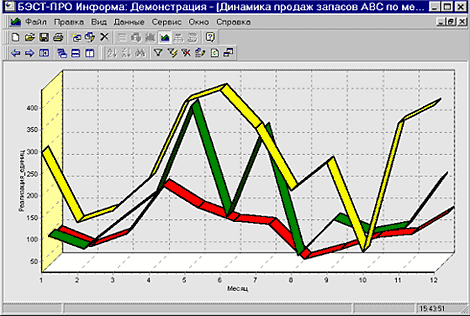 БЭСТ-ПРО Информа: Демонстрация - [Динамика продаж запасов АВС по ме...
Файл Правка Вид Данные Сервис Окно Справка
400
350
300
250
200
150
100
50
Реализация, единиц
1 2 3 4 5 6 7 8 9 10 11 12
Месяц
15:43:51